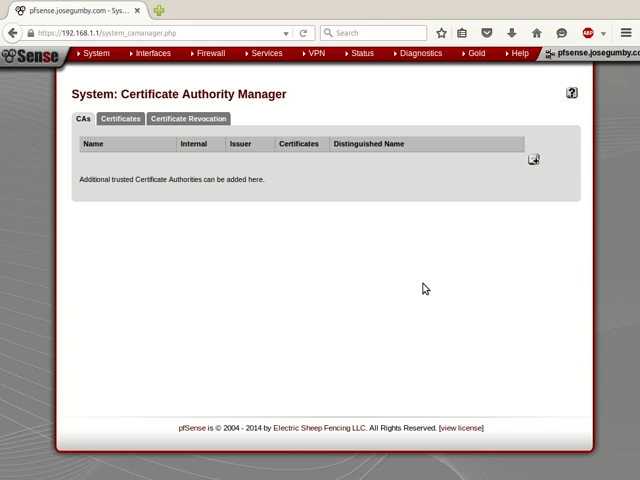 pfsense.josegumby.com - Sys...
https://192.168.1.1/system_camanager.php
Search
ABP
Sense
System Interfaces Firewall Services VPN Status Diagnostics Gold Help pfsense.josegumby.co
System: Certificate Authority Manager
?
CAs Certificates Certificate Revocation
Name Internal Issuer Certificates Distinguished Name
Additional trusted Certificate Authorities can be added here.
pfSense is © 2004 - 2014 by Electric Sheep Fencing LLC. All Rights Reserved. [view license]